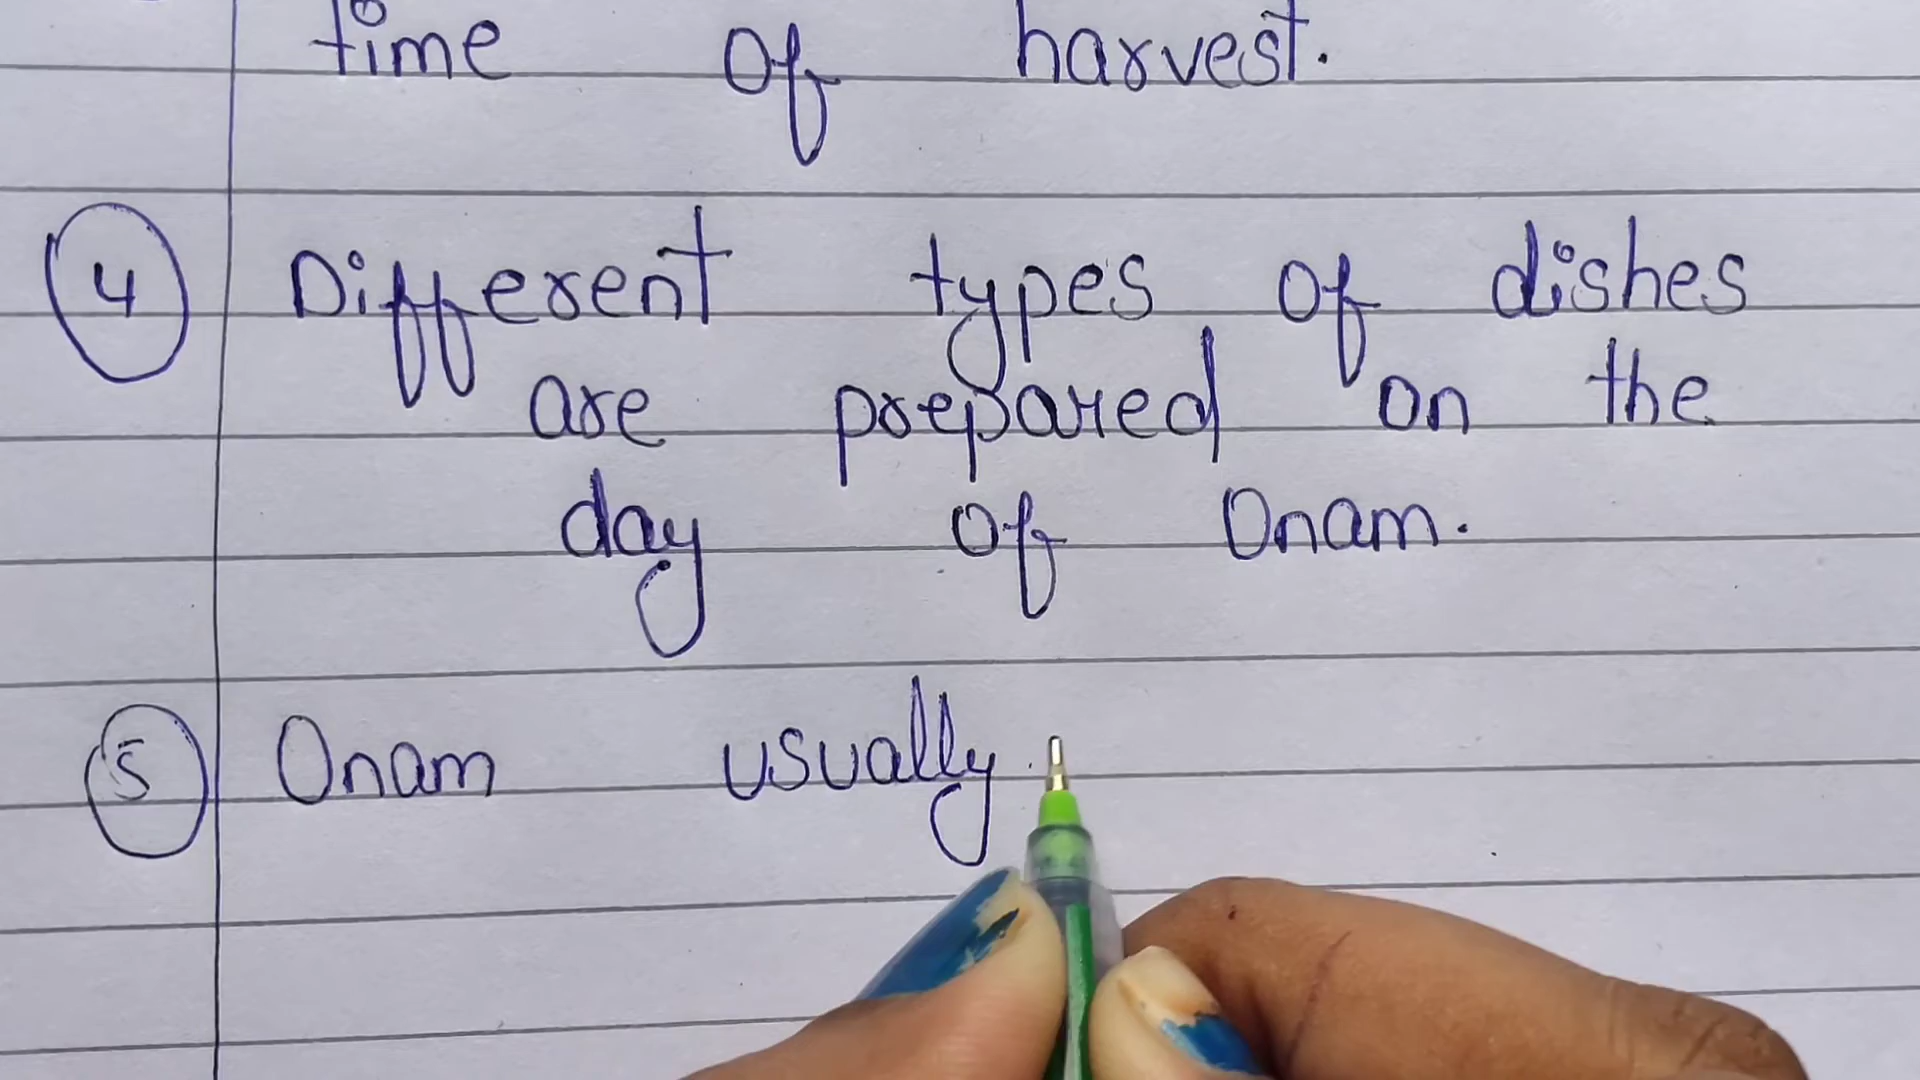 time of harvest.
4 Different types of dishes
are prepared on the
day of Onam.
5 Onam usually